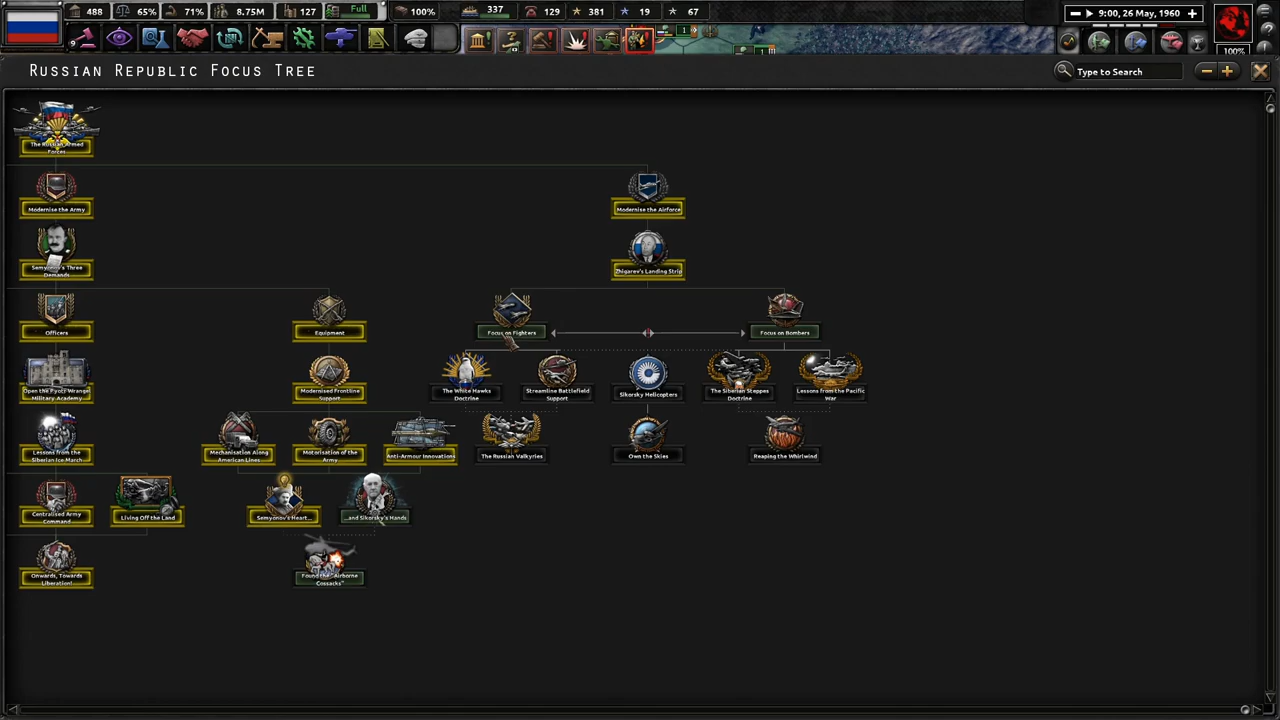 488
65%
71%
8.75M
127
Full
100%
337
129
381
19
67
9:00, 26 May, 1960
9
1
1
100%
Russian Republic Focus Tree
Type to Search
The Russian Armed
Forces
Modernise the Army
Modernise the Airforce
Semyonov's Three
Demands
Zhigarev's Landing Strip
Officers
Equipment
Focus on Fighters
Focus on Bombers
Open the Pyotr Wrangel
Military Academy
Modernised Frontline
Support
The White Hawks
Doctrine
Streamline Battlefield
Support
Sikorsky Helicopters
The Siberian Steppes
Doctrine
Lessons from the Pacific
War
Lessons from the
Siberian Ice March
Mechanisation Along
American Lines
Motorisation of the
Army
Anti-Armour Innovations
The Russian Valkyries
Own the Skies
Reaping the Whirlwind
Centralised Army
Command
Living Off the Land
Semyonov's Heart...
...and Sikorsky's Hands
Onwards, Towards
Liberation!
Found the "Airborne
Cossacks"